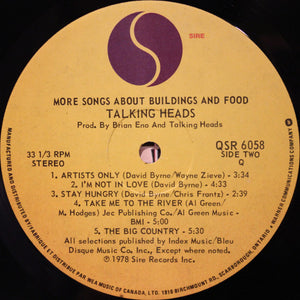 SIRE
MORE SONGS ABOUT BUILDINGS AND FOOD
TALKING HEADS
Prod. By Brian Eno And Talking Heads
33 1/3 RPM
STEREO
QSR 6058
SIDE TWO
Q
1. ARTISTS ONLY (David Byrne/Wayne Zieve) - 3:34
2. I'M NOT IN LOVE (David Byrne) - 4:33
3. STAY HUNGRY (David Byrne/Chris Frantz) - 2:39
4. TAKE ME TO THE RIVER (Al Green/
M. Hodges) Jec Publishing Co./Al Green Music -
BMI - 5:00
5. THE BIG COUNTRY - 5:30
All selections published by Index Music/Bleu
Disque Music Co., Inc., Except where noted.
℗1978 Sire Records Inc.
MANUFACTURED AND DISTRIBUTED BY/FABRIQUE ET DISTRIBUE PAR WEA MUSIC OF CANADA, LTD. 1810 BIRCHMOUNT RD., SCARBOROUGH, ONTARIO • A WARNER COMMUNICATIONS COMPANY